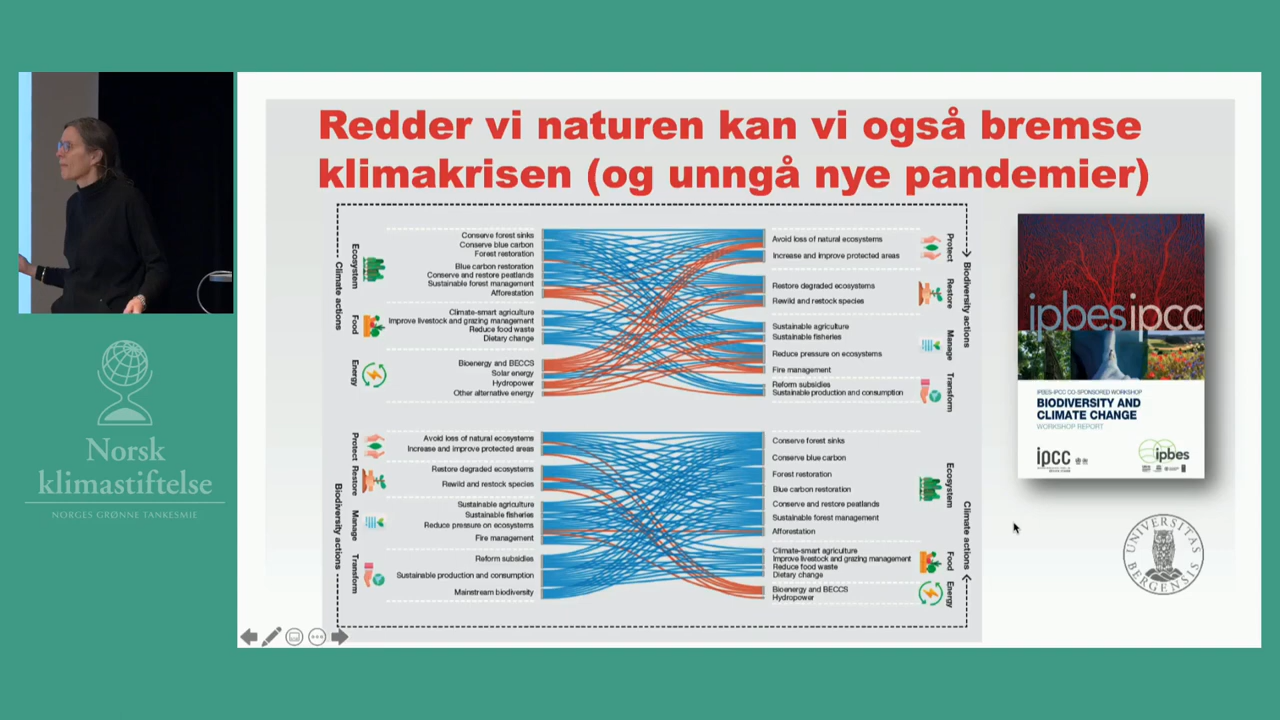 Redder vi naturen kan vi også bremse
klimakrisen (og unngå nye pandemier)
Climate actions
Ecosystem
Conserve forest sinks
Conserve blue carbon
Forest restoration
Blue carbon restoration
Conserve and restore peatlands
Sustainable forest management
Afforestation
Food
Climate-smart agriculture
Improve livestock and grazing management
Reduce food waste
Dietary change
Energy
Bioenergy and BECCS
Solar energy
Hydropower
Other alternative energy
Biodiversity actions
Protect
Avoid loss of natural ecosystems
Increase and improve protected areas
Restore
Restore degraded ecosystems
Rewild and restock species
Manage
Sustainable agriculture
Sustainable fisheries
Reduce pressure on ecosystems
Fire management
Transform
Reform subsidies
Sustainable production and consumption
Biodiversity actions
Protect
Avoid loss of natural ecosystems
Increase and improve protected areas
Restore
Restore degraded ecosystems
Rewild and restock species
Manage
Sustainable agriculture
Sustainable fisheries
Reduce pressure on ecosystems
Fire management
Transform
Reform subsidies
Sustainable production and consumption
Mainstream biodiversity
Climate actions
Ecosystem
Conserve forest sinks
Conserve blue carbon
Forest restoration
Blue carbon restoration
Conserve and restore peatlands
Sustainable forest management
Afforestation
Food
Climate-smart agriculture
Improve livestock and grazing management
Reduce food waste
Dietary change
Energy
Bioenergy and BECCS
Hydropower
ipbes ipcc
IPBES-IPCC CO-SPONSORED WORKSHOP
BIODIVERSITY AND
CLIMATE CHANGE
WORKSHOP REPORT
ipcc
ipbes
UNIVERSITAS
BERGENSIS
Norsk
klimastiftelse
NORGES GRØNNE TANKESMIE